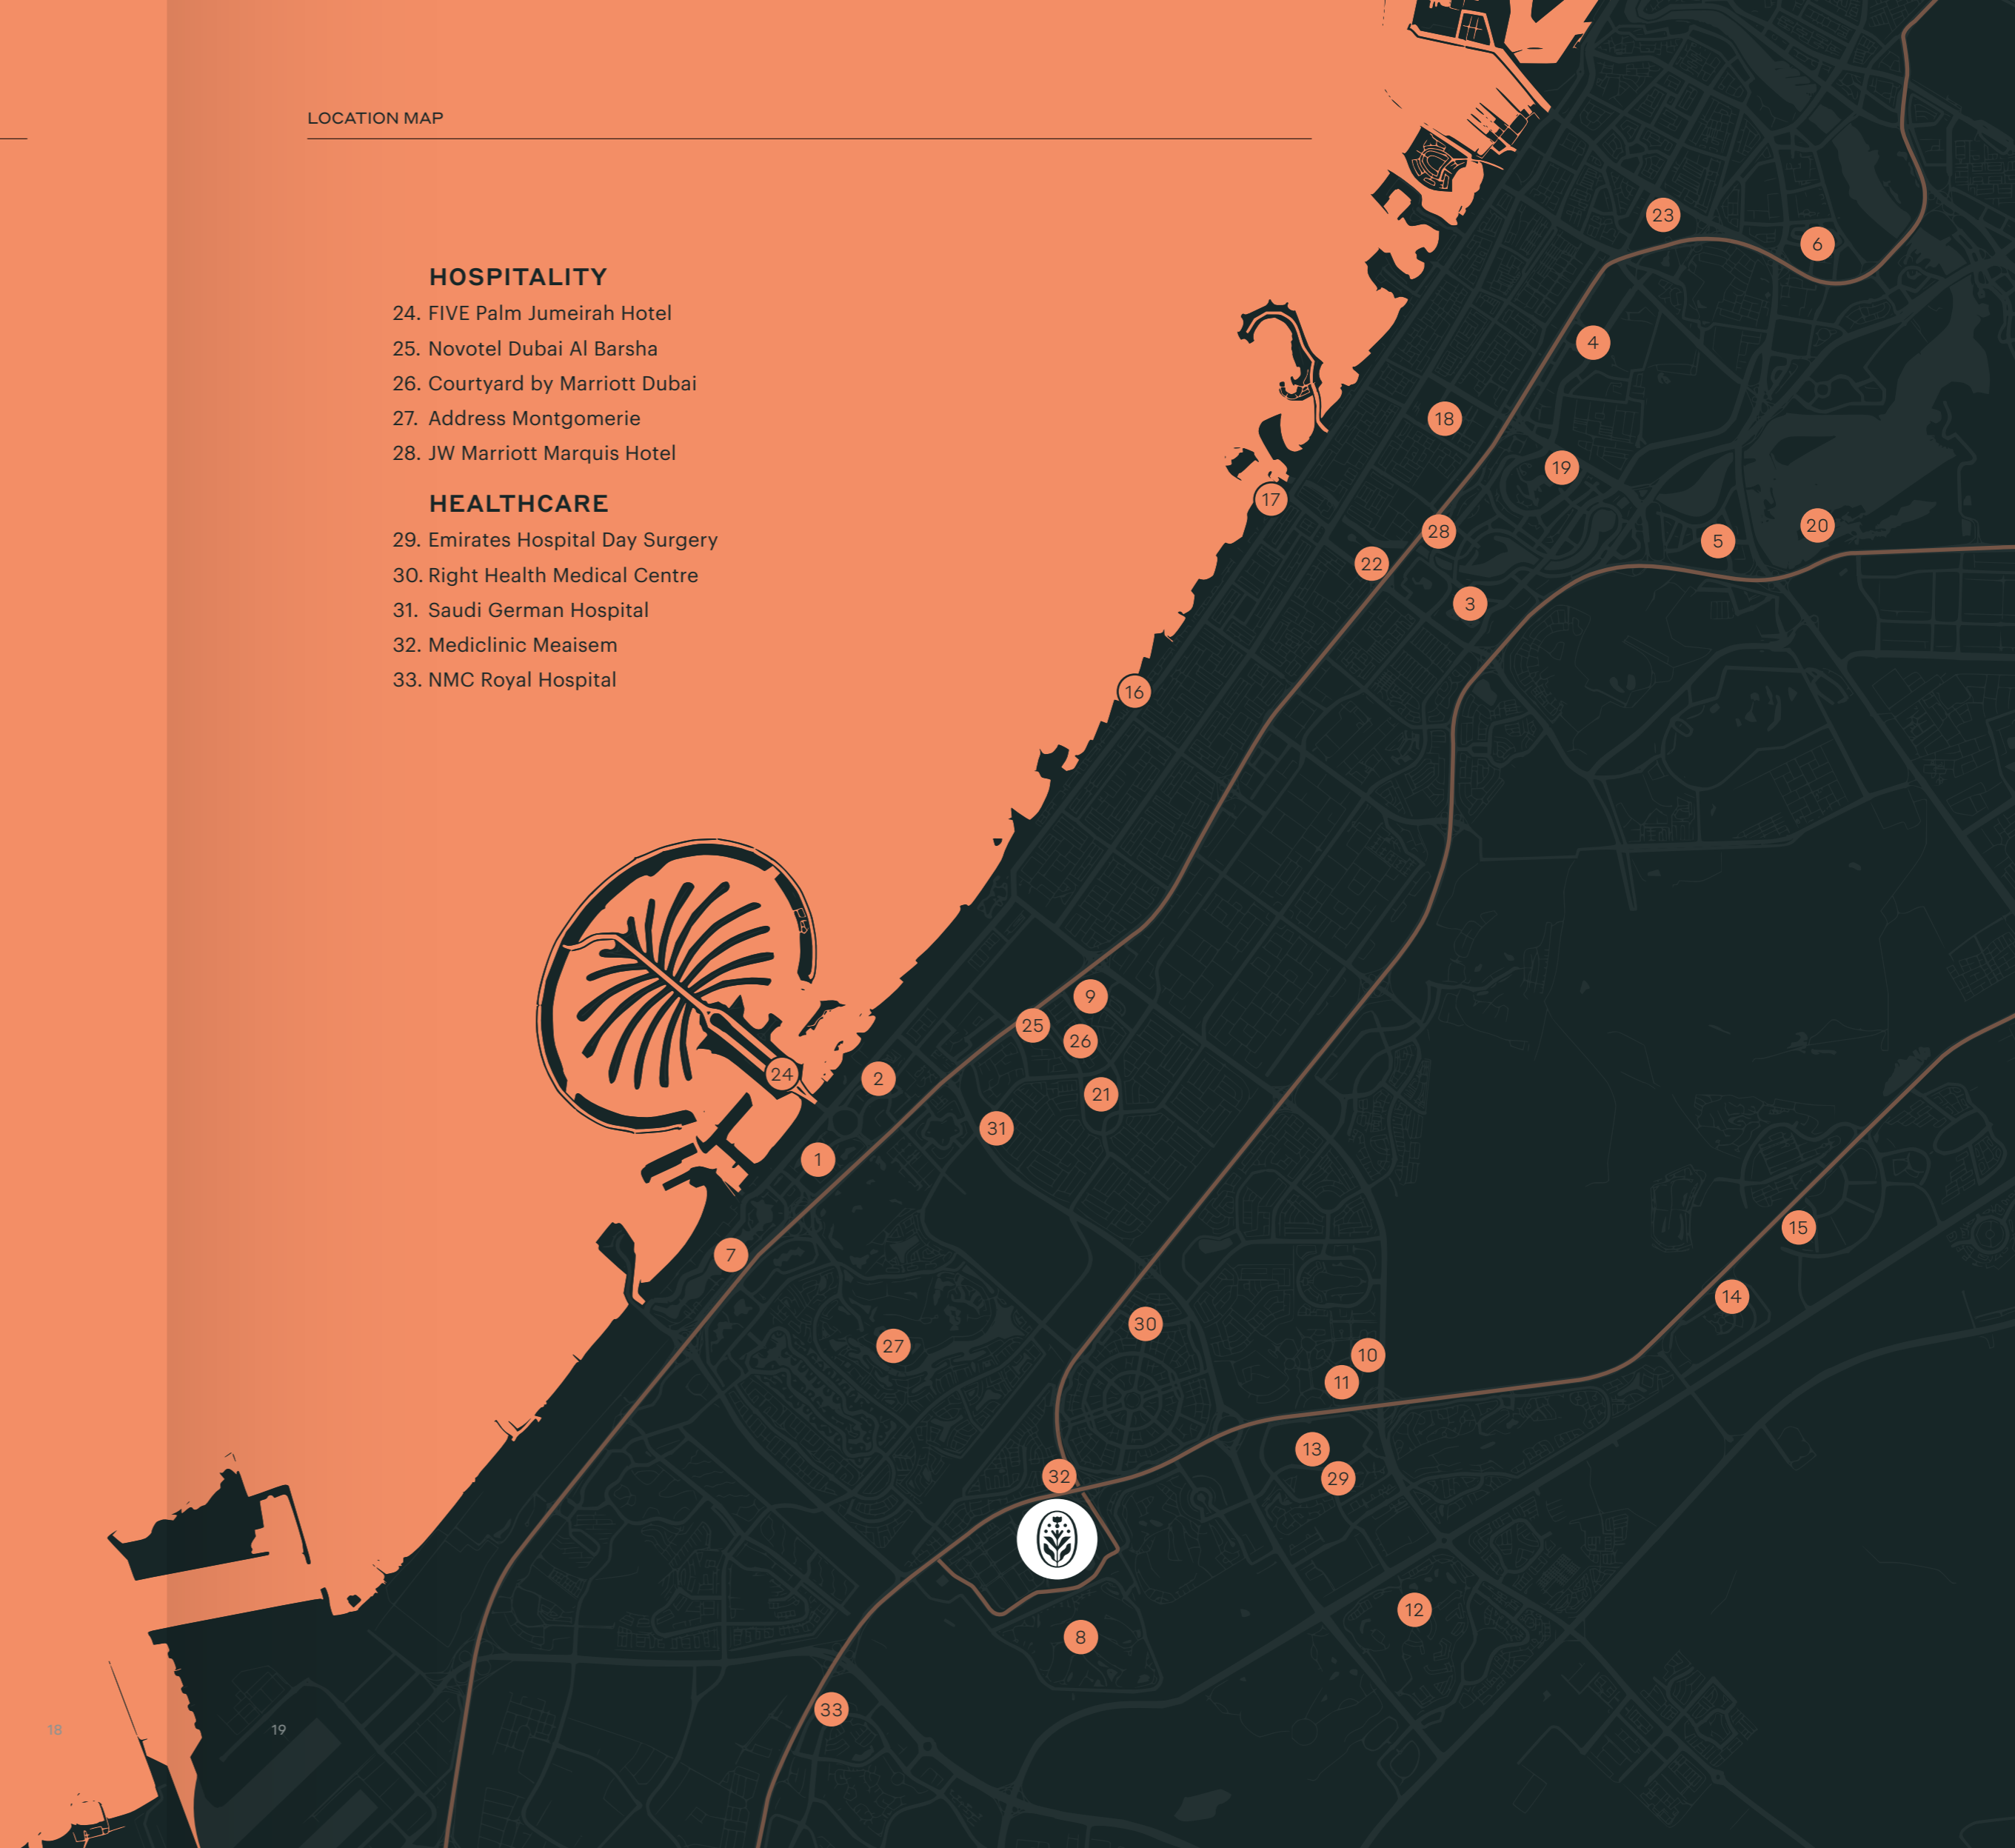 LOCATION MAP
HOSPITALITY
24. FIVE Palm Jumeirah Hotel
25. Novotel Dubai Al Barsha
26. Courtyard by Marriott Dubai
27. Address Montgomerie
28. JW Marriott Marquis Hotel
HEALTHCARE
29. Emirates Hospital Day Surgery
30. Right Health Medical Centre
31. Saudi German Hospital
32. Mediclinic Meaisem
33. NMC Royal Hospital
23
6
4
18
19
17
28
20
5
22
3
16
9
25
26
24
2
21
31
1
15
7
14
30
27
10
11
13
32
29
12
8
33
18
19